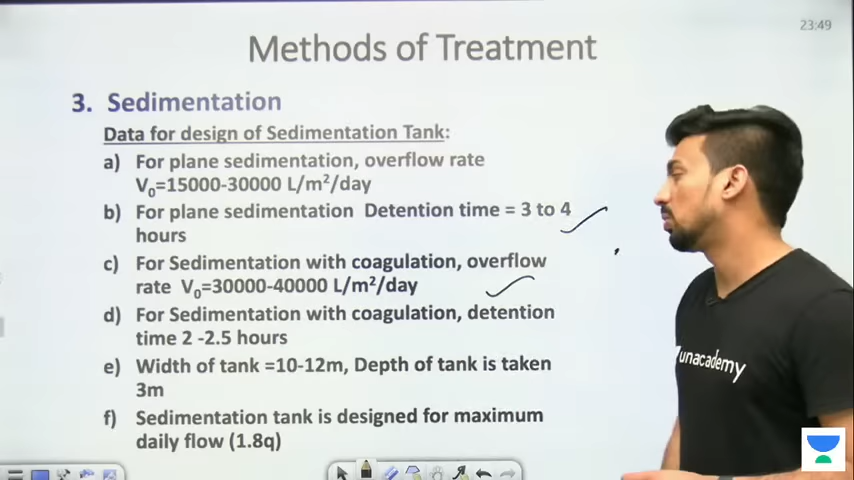 23:49
Methods of Treatment
3. Sedimentation
Data for design of Sedimentation Tank:
a) For plane sedimentation, overflow rate
V₀=15000-30000 L/m²/day
b) For plane sedimentation Detention time = 3 to 4
hours
c) For Sedimentation with coagulation, overflow
rate V₀=30000-40000 L/m²/day
d) For Sedimentation with coagulation, detention
time 2 -2.5 hours
e) Width of tank =10-12m, Depth of tank is taken
3m
f) Sedimentation tank is designed for maximum
daily flow (1.8q)
unacademy